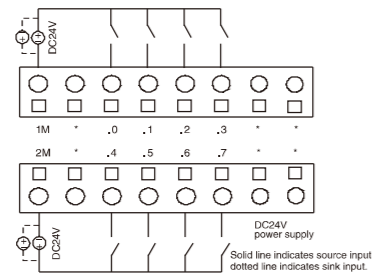 DC24V
1M * .0 .1 .2 .3 * *
2M * .4 .5 .6 .7 * *
DC24V
DC24V
power supply
Solid line indicates source input
dotted line indicates sink input.